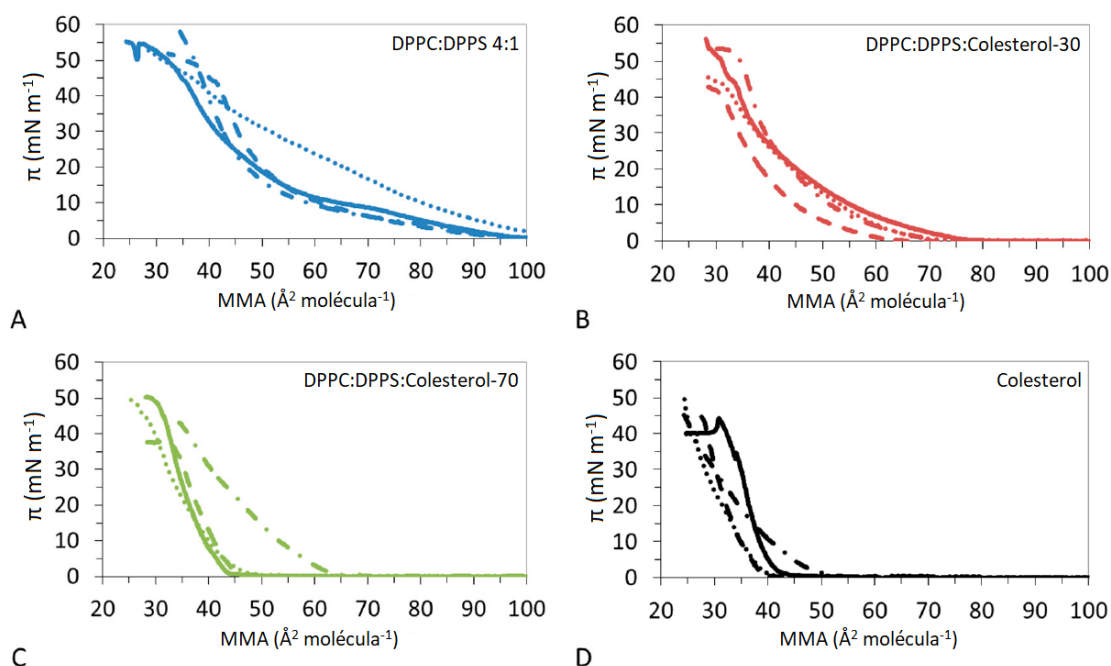 DPPC:DPPS 4:1
60
50
40
30
20
10
0
π (mN m-1)
20 30 40 50 60 70 80 90 100
MMA (Å2 molécula-1)
A
DPPC:DPPS:Colesterol-30
60
50
40
30
20
10
0
π (mN m-1)
20 30 40 50 60 70 80 90 100
MMA (Å2 molécula-1)
B
DPPC:DPPS:Colesterol-70
60
50
40
30
20
10
0
π (mN m-1)
20 30 40 50 60 70 80 90 100
MMA (Å2 molécula-1)
C
Colesterol
60
50
40
30
20
10
0
π (mN m-1)
20 30 40 50 60 70 80 90 100
MMA (Å2 molécula-1)
D